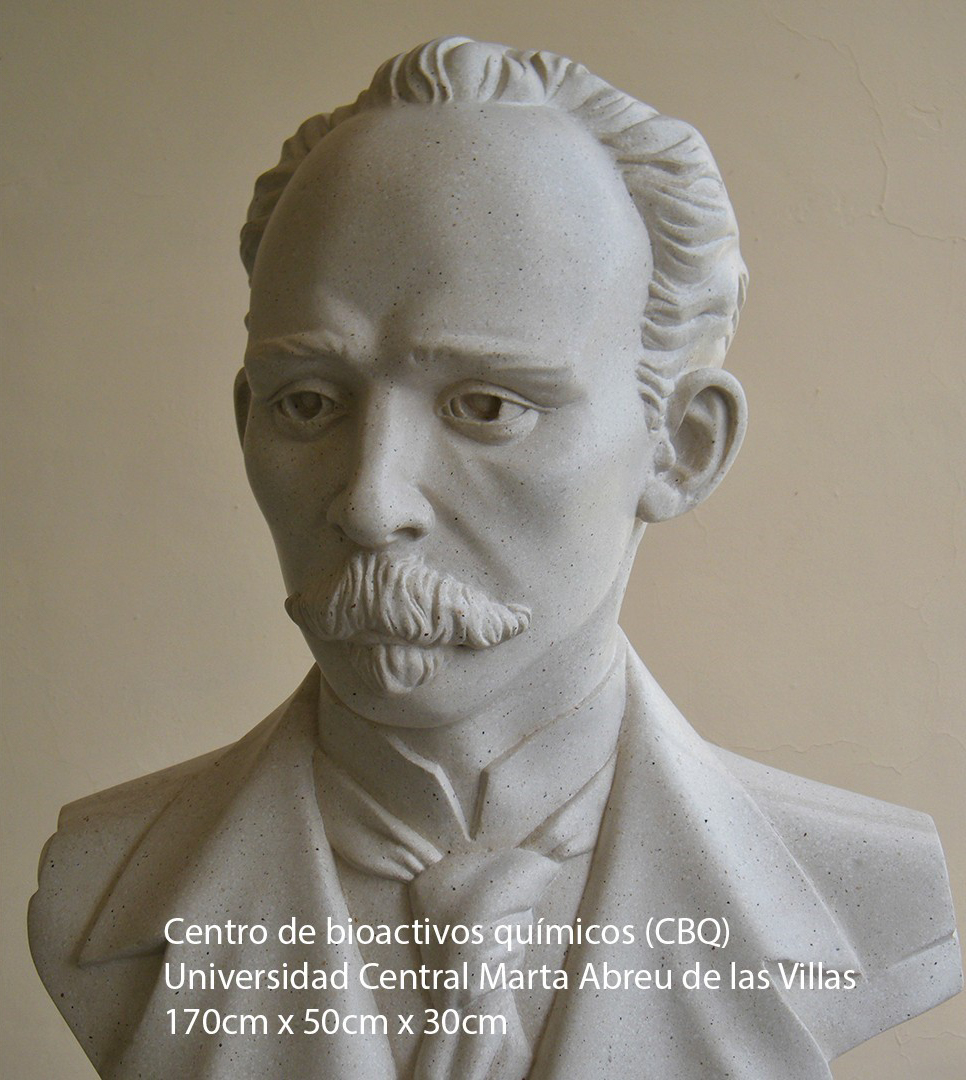 Centro de bioactivos químicos (CBQ)
Universidad Central Marta Abreu de las Villas
170cm x 50cm x 30cm